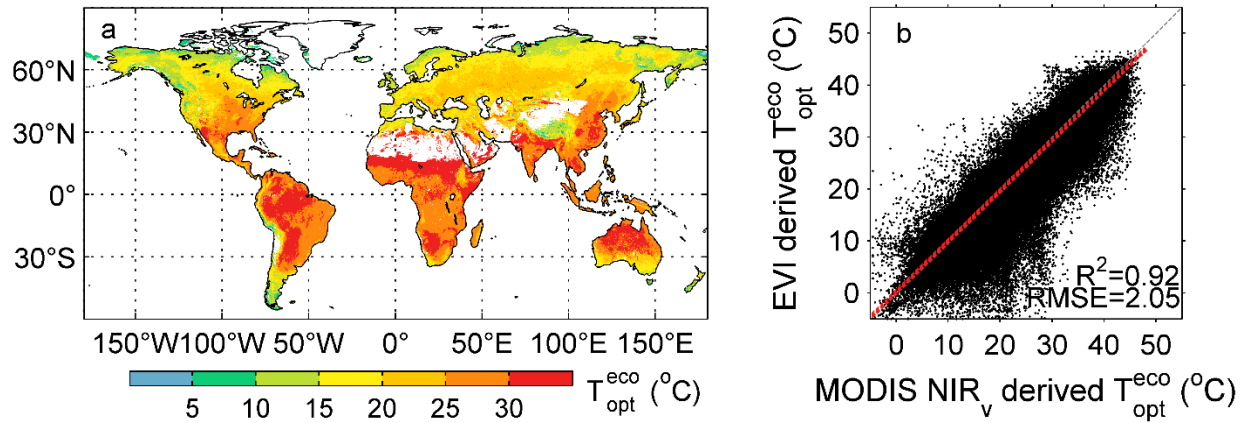 a
60°N
30°N
0°
30°S
150°W 100°W 50°W 0° 50°E 100°E 150°E
5 10 15 20 25 30
T_opt^eco (°C)
b
EVI derived T_opt^eco (°C)
50
40
30
20
10
0
R²=0.92
RMSE=2.05
0 10 20 30 40 50
MODIS NIR_v derived T_opt^eco (°C)